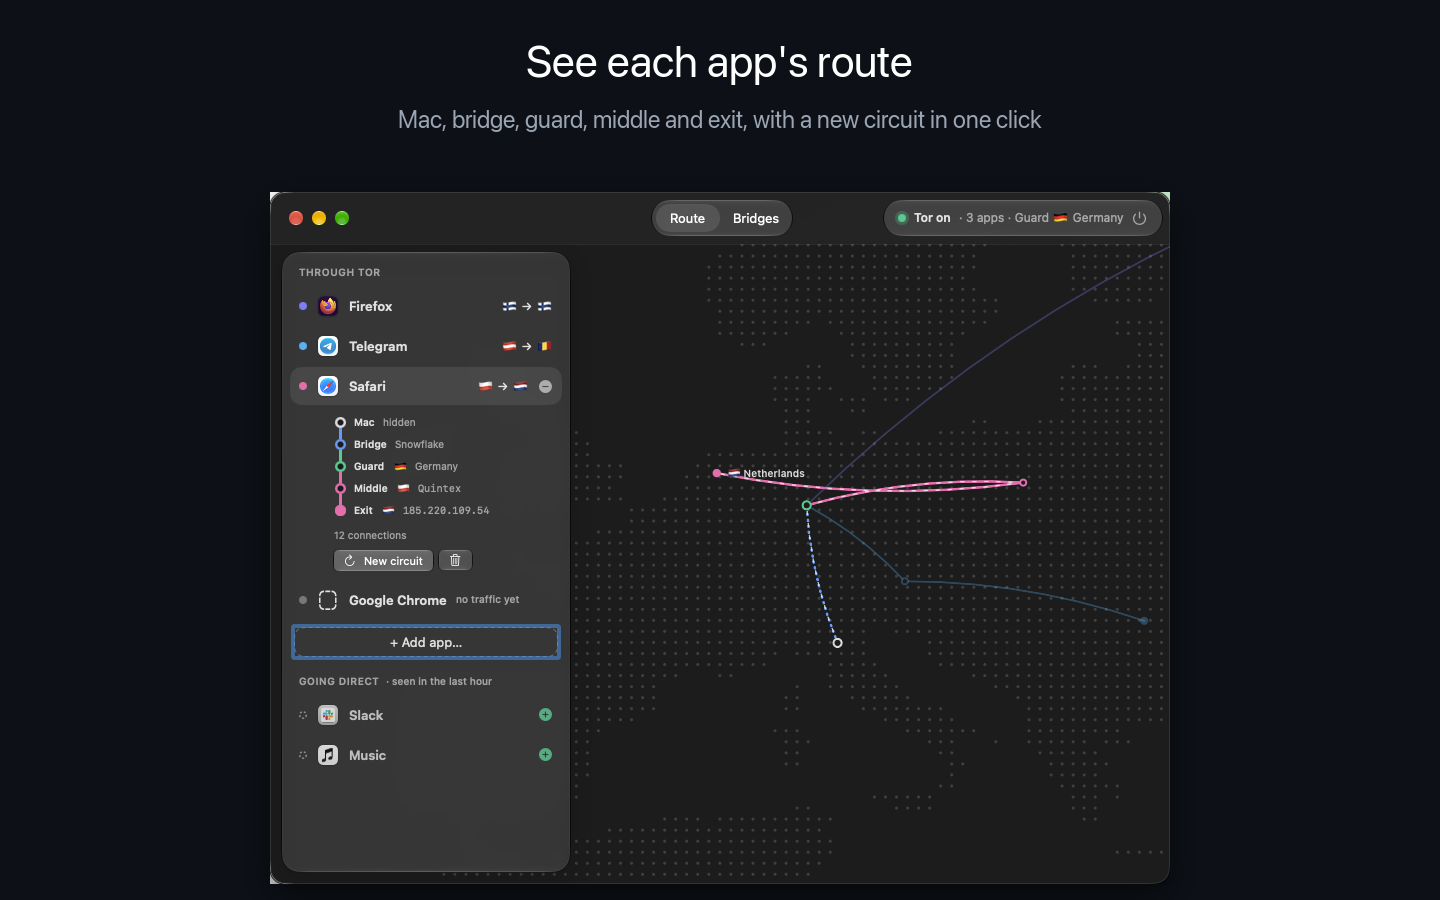 See each app's route
Mac, bridge, guard, middle and exit, with a new circuit in one click
Route
Bridges
Tor on · 3 apps · Guard 🇩🇪 Germany
THROUGH TOR
Firefox 🇫🇮 → 🇫🇮
Telegram 🇦🇹 → 🇷🇴
Safari 🇵🇱 → 🇳🇱
Mac hidden
Bridge Snowflake
Guard 🇩🇪 Germany
Middle 🇵🇱 Quintex
Exit 🇳🇱 185.220.109.54
12 connections
New circuit
Google Chrome no traffic yet
+ Add app...
GOING DIRECT · seen in the last hour
Slack
Music
🇳🇱 Netherlands